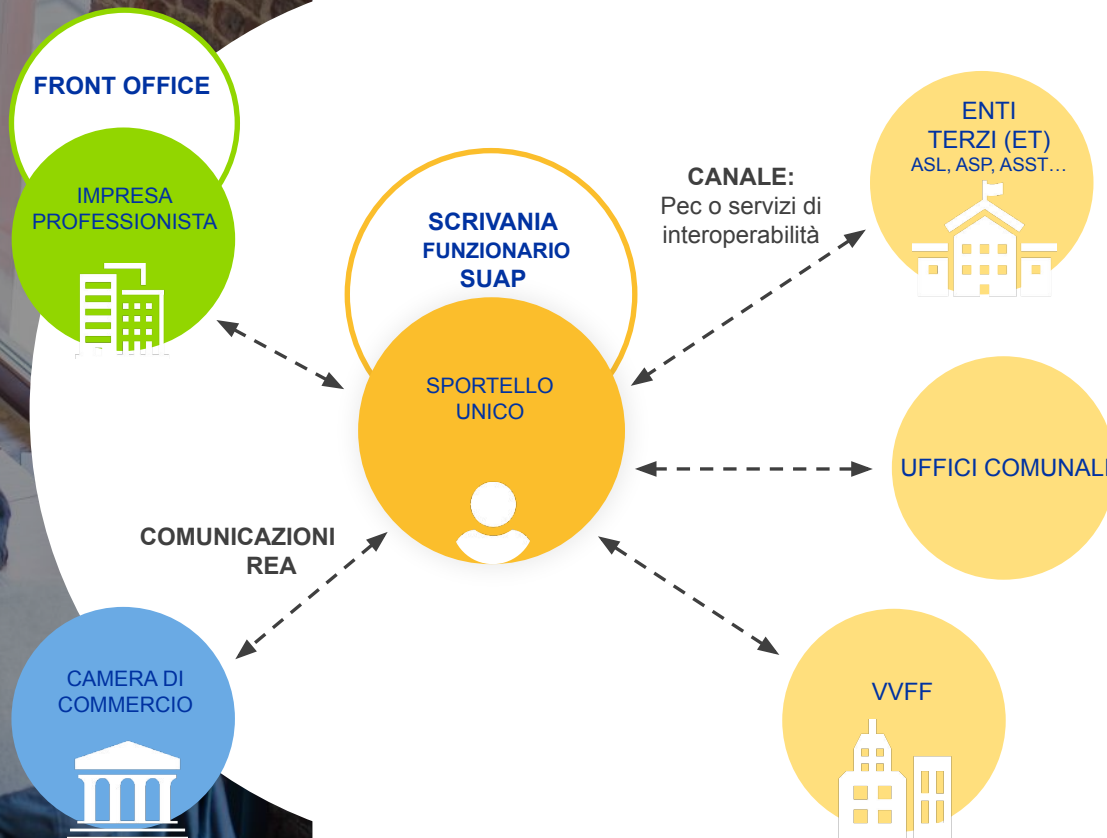 FRONT OFFICE
IMPRESA
PROFESSIONISTA
SCRIVANIA
FUNZIONARIO
SUAP
SPORTELLO
UNICO
CANALE:
Pec o servizi di
interoperabilità
ENTI
TERZI (ET)
ASL, ASP, ASST...
UFFICI COMUNALI
COMUNICAZIONI
REA
CAMERA DI
COMMERCIO
VVFF